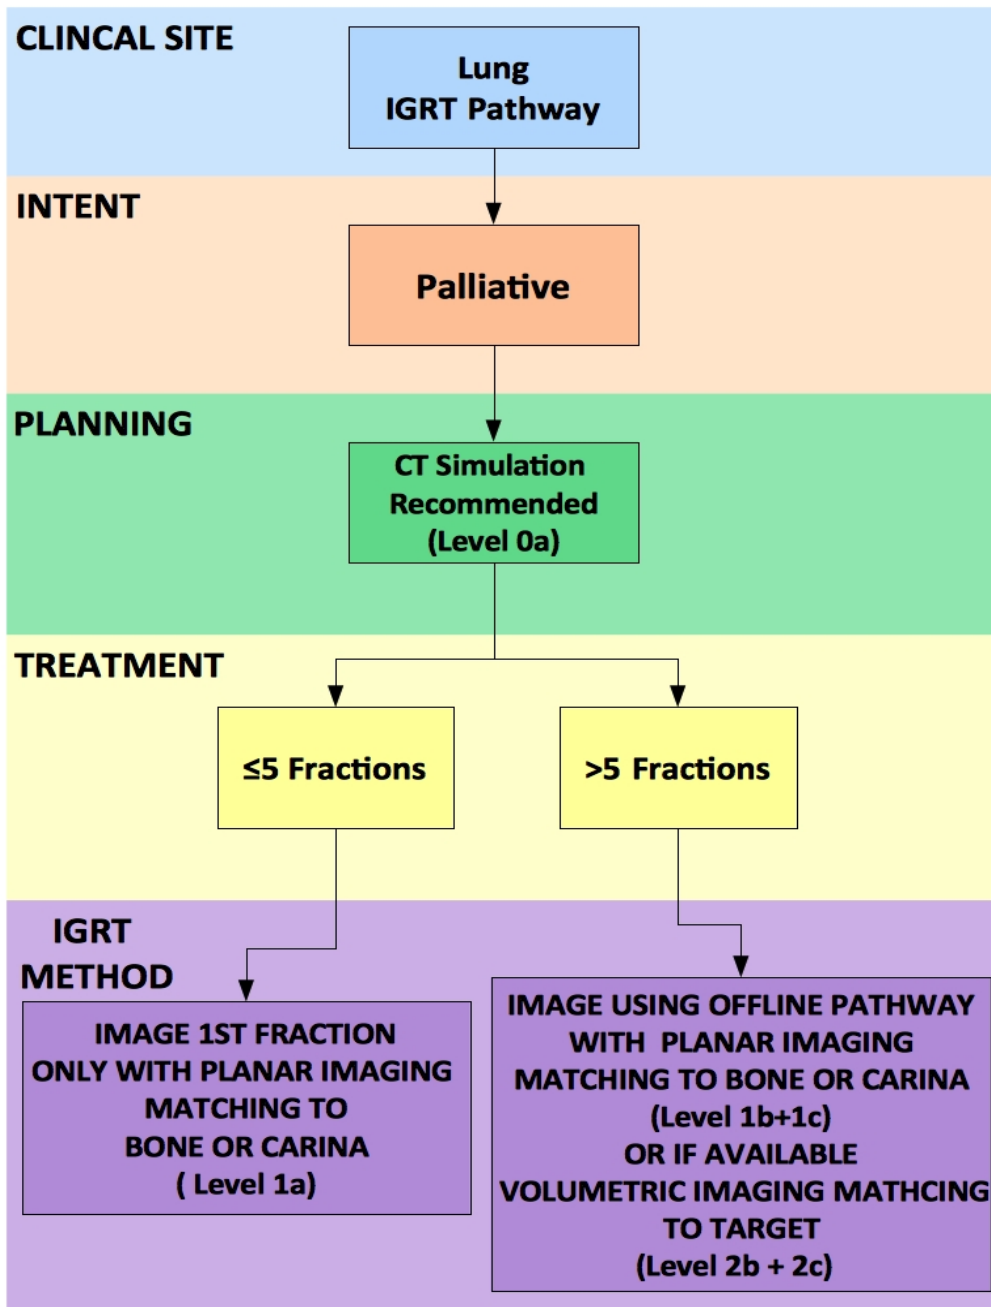 CLINCAL SITE
Lung
IGRT Pathway
INTENT
Palliative
PLANNING
CT Simulation
Recommended
(Level 0a)
TREATMENT
≤5 Fractions
>5 Fractions
IGRT
METHOD
IMAGE 1ST FRACTION
ONLY WITH PLANAR IMAGING
MATCHING TO
BONE OR CARINA
( Level 1a)
IMAGE USING OFFLINE PATHWAY
WITH PLANAR IMAGING
MATCHING TO BONE OR CARINA
(Level 1b+1c)
OR IF AVAILABLE
VOLUMETRIC IMAGING MATHCING
TO TARGET
(Level 2b + 2c)